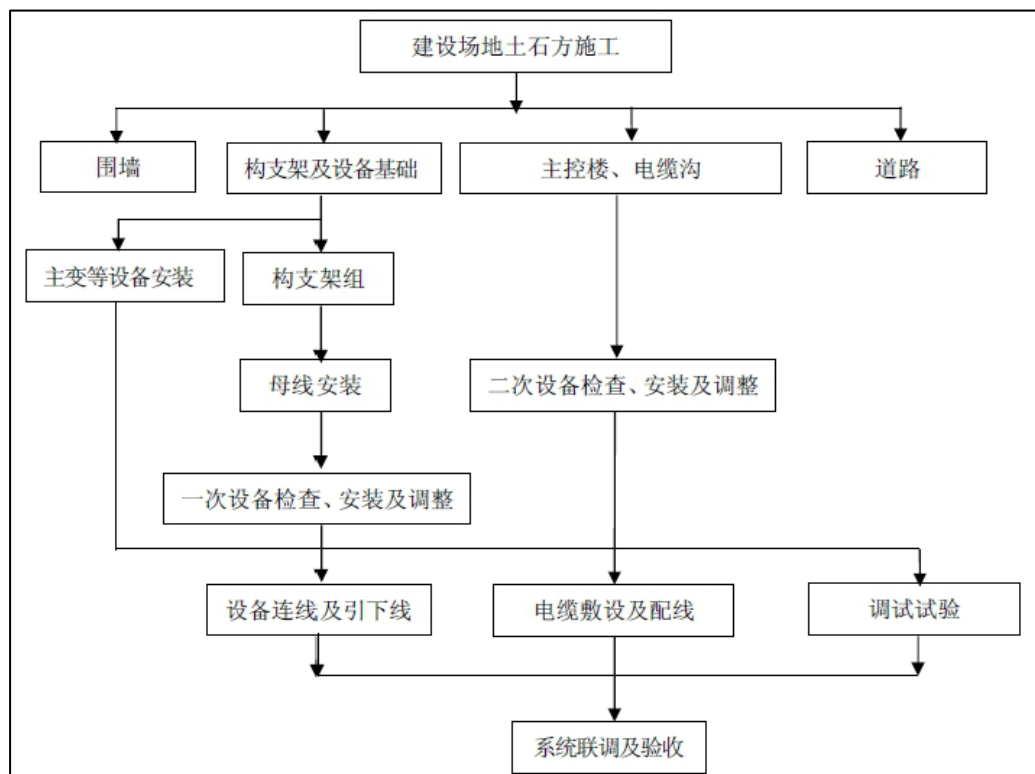 建设场地土石方施工
围墙
构支架及设备基础
主控楼、电缆沟
道路
主变等设备安装
构支架组
母线安装
二次设备检查、安装及调整
一次设备检查、安装及调整
设备连线及引下线
电缆敷设及配线
调试试验
系统联调及验收